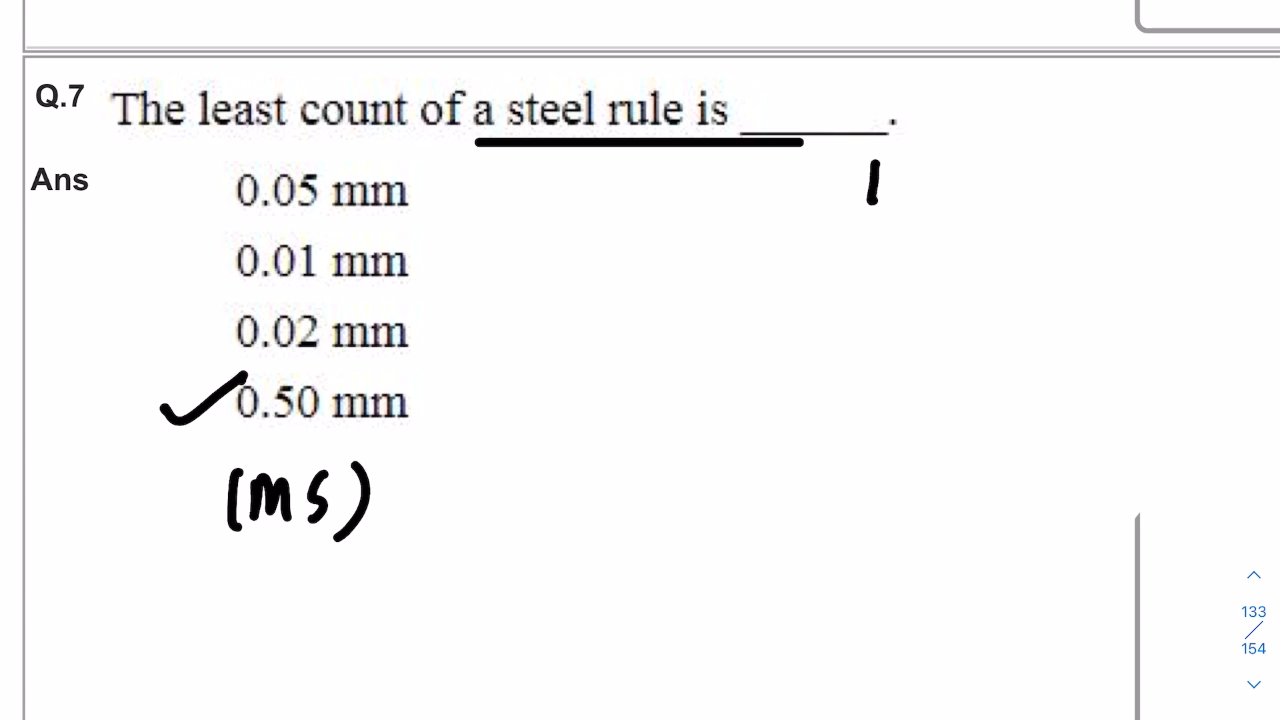 Q.7 The least count of a steel rule is ______.
1
Ans
0.05 mm
0.01 mm
0.02 mm
0.50 mm
(MS)
133
154